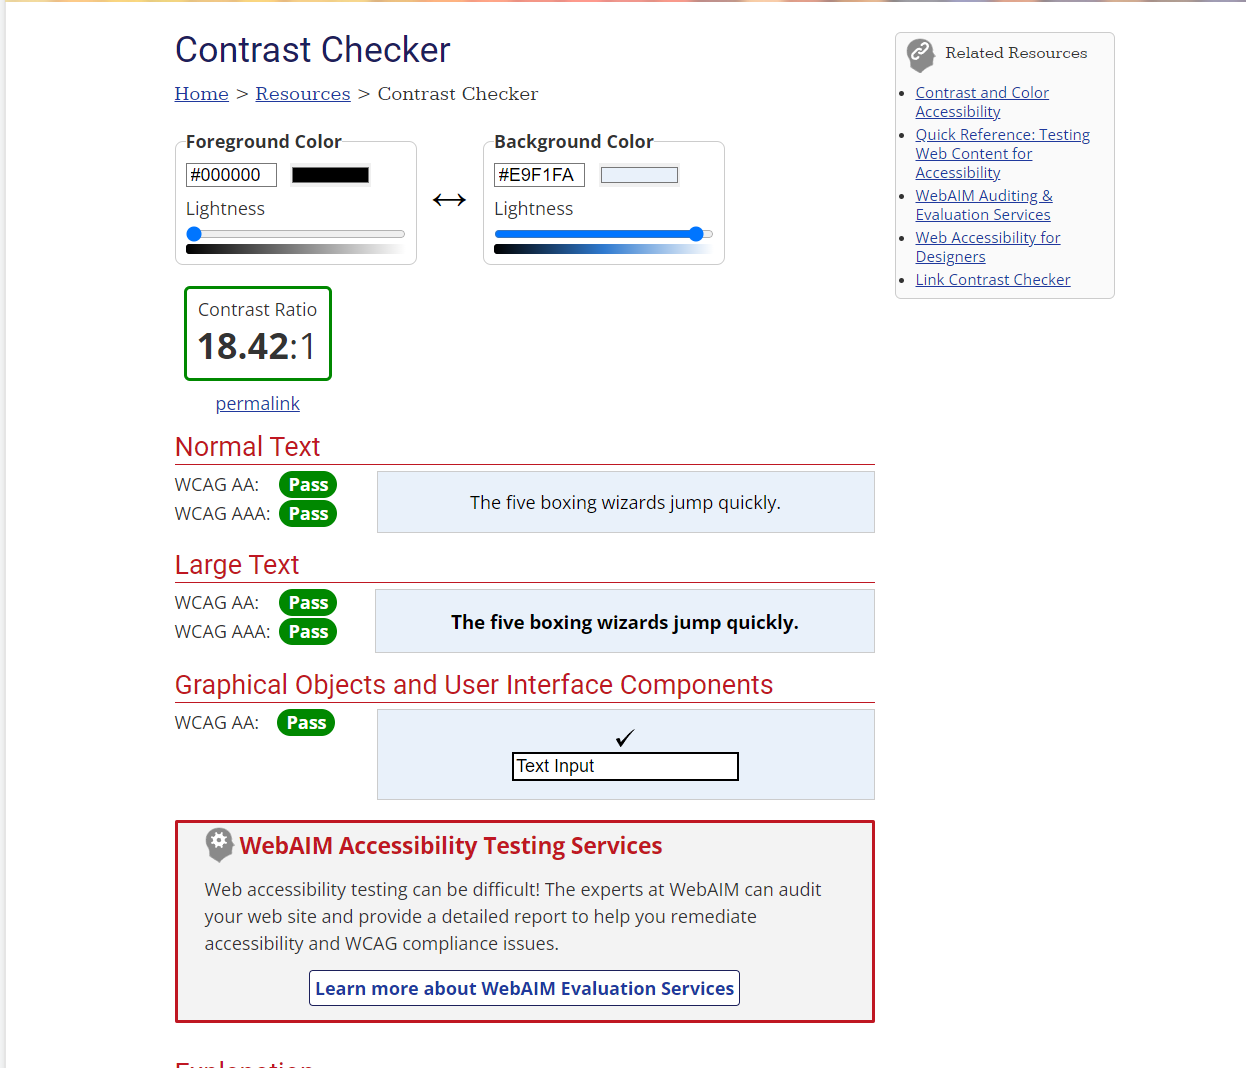 Contrast Checker
Home > Resources > Contrast Checker
Foreground Color
#000000
Lightness
Background Color
#E9F1FA
Lightness
Contrast Ratio
18.42:1
permalink
Normal Text
WCAG AA: Pass
WCAG AAA: Pass
The five boxing wizards jump quickly.
Large Text
WCAG AA: Pass
WCAG AAA: Pass
The five boxing wizards jump quickly.
Graphical Objects and User Interface Components
WCAG AA: Pass
✓
Text Input
WebAIM Accessibility Testing Services
Web accessibility testing can be difficult! The experts at WebAIM can audit
your web site and provide a detailed report to help you remediate
accessibility and WCAG compliance issues.
Learn more about WebAIM Evaluation Services
Explanation
Related Resources
Contrast and Color
Accessibility
Quick Reference: Testing
Web Content for
Accessibility
WebAIM Auditing &
Evaluation Services
Web Accessibility for
Designers
Link Contrast Checker